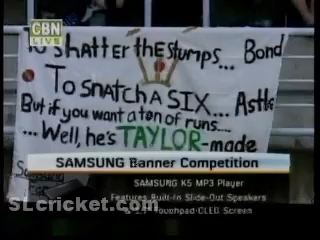 CBN
LIVE
To shatter the stumps... Bond
To snatch a SIX... Astle
But if you want a ton of runs....
... Well, he's TAYLOR-made
SAMSUNG Banner Competition
SAMSUNG K5 MP3 Player
Features Built-In Slide-Out Speakers
Touchpad OLED Screen
SLcricket.com